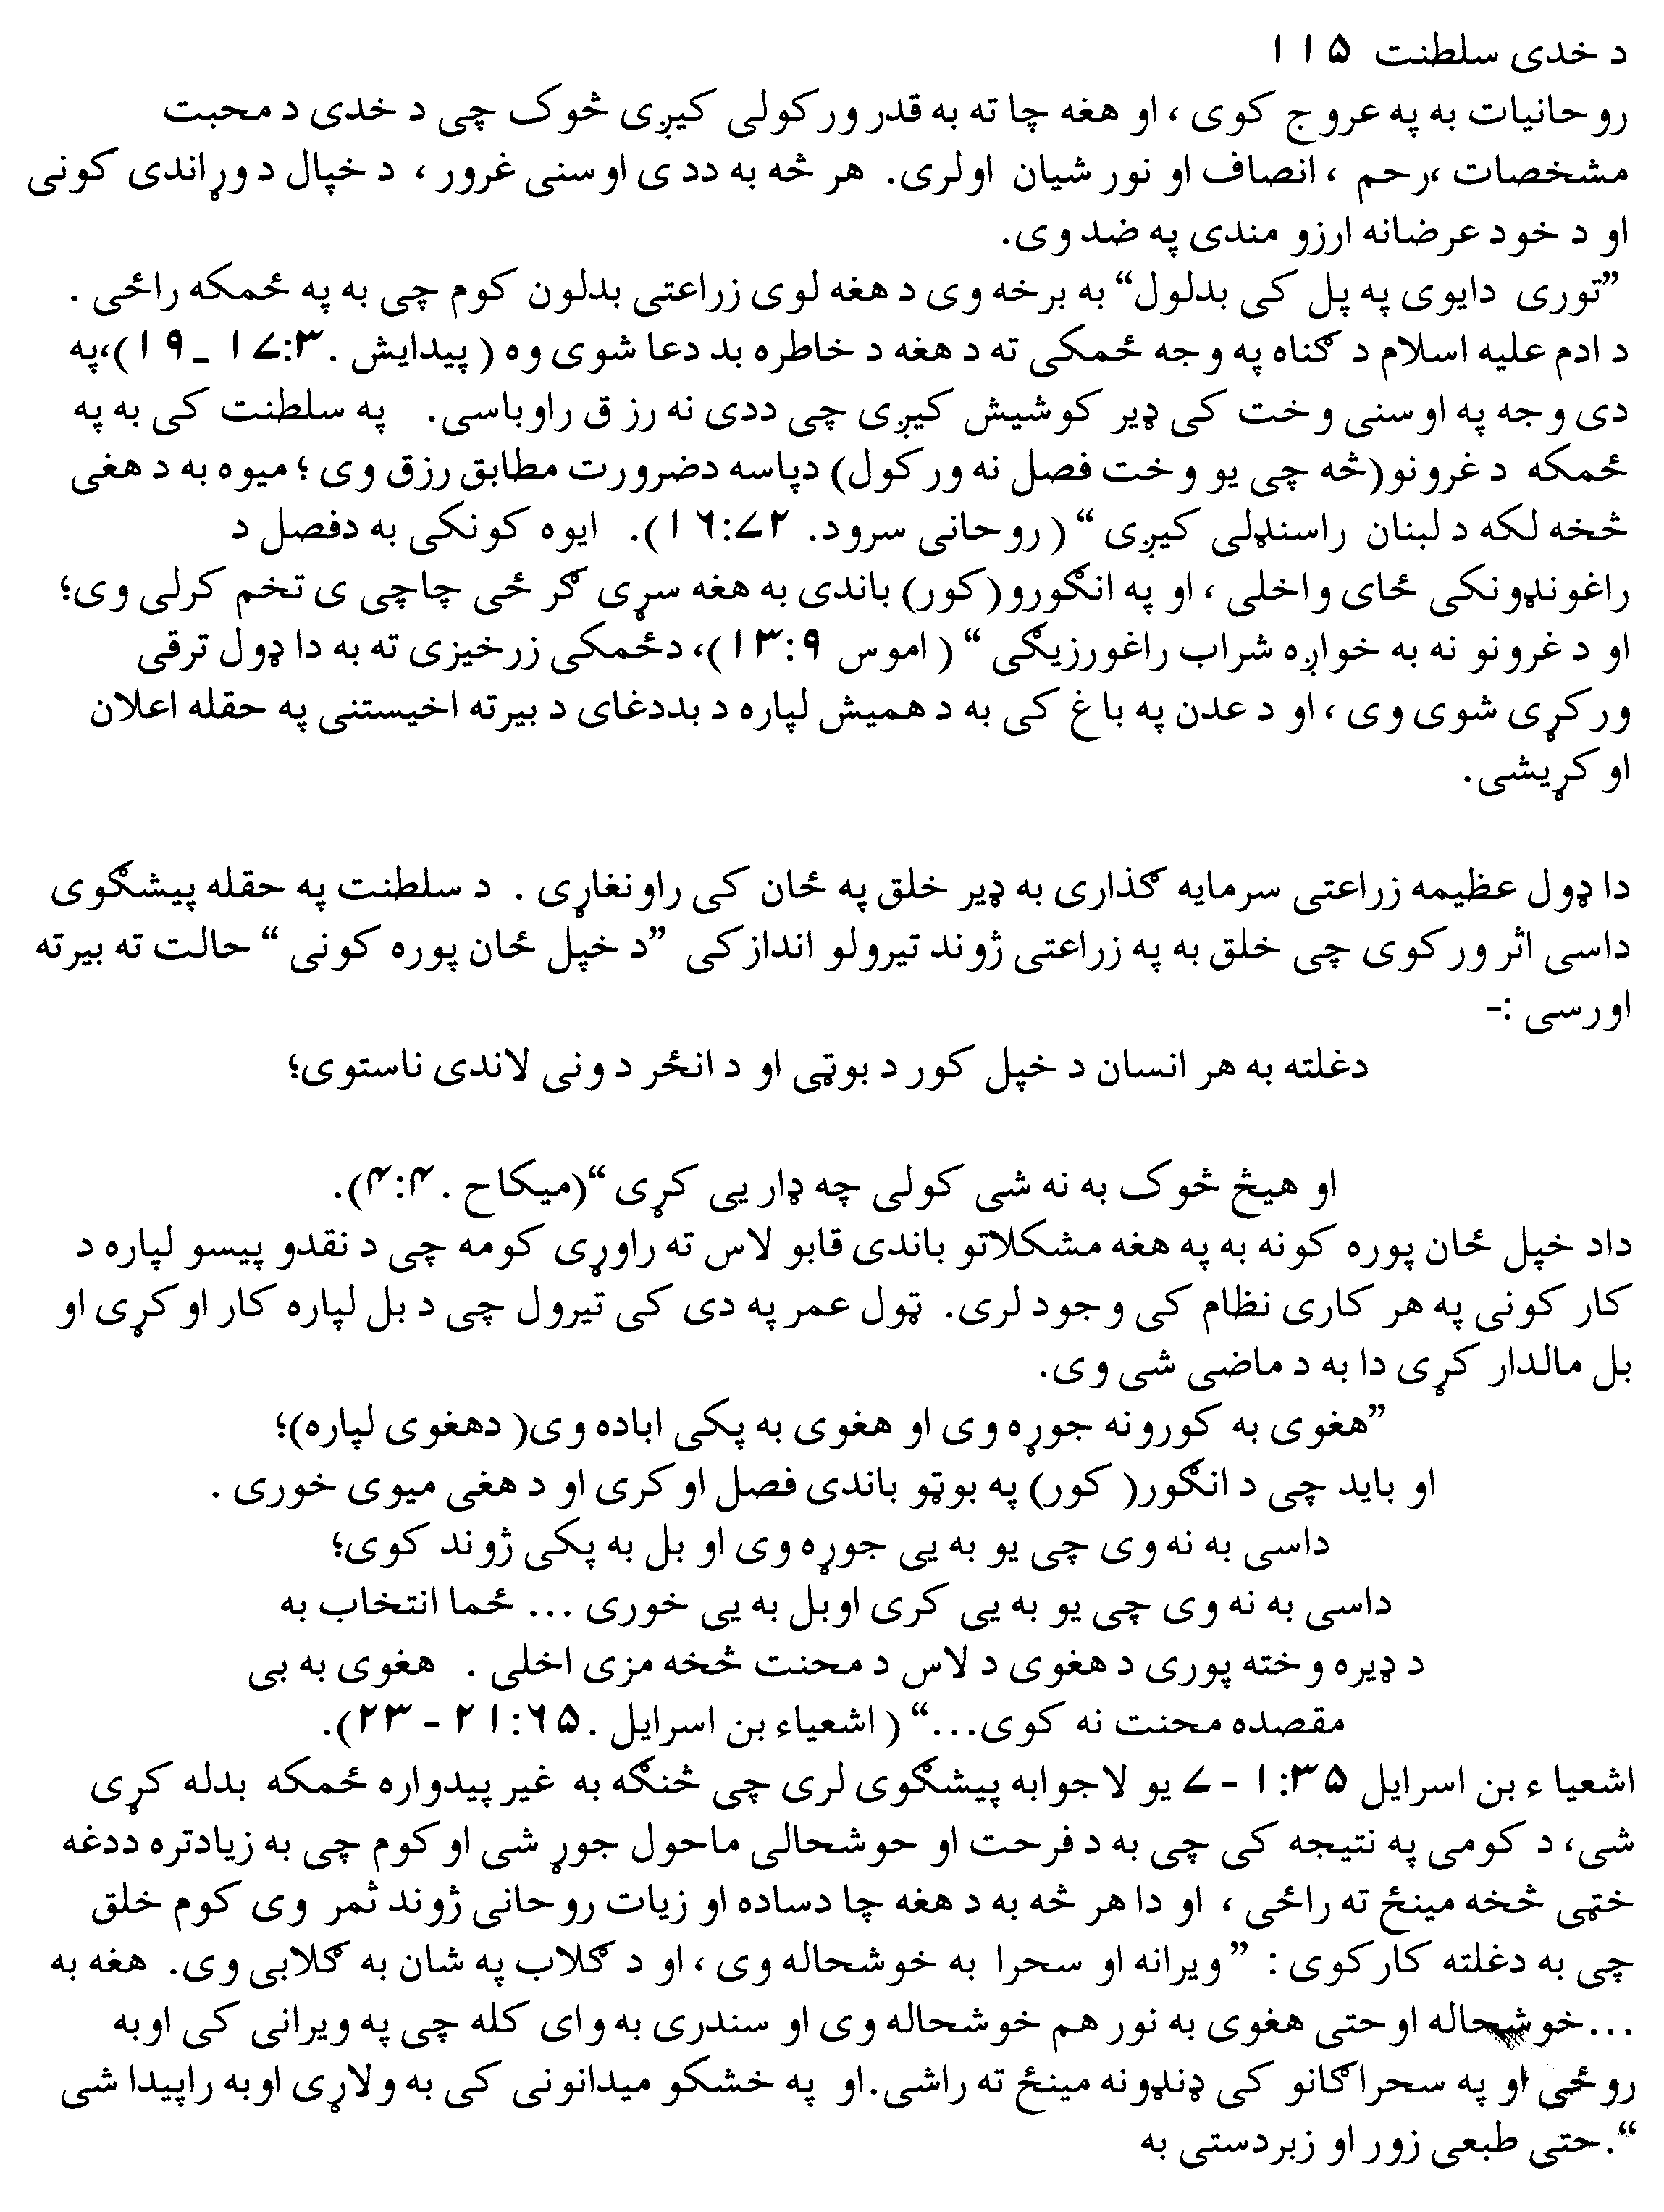 د خدی سلطنت ۱۱۵
روحانیات به په عروج کوی، او هغه چا ته به قدر ورکولی کیږی څوک چی د خدی د محبت
مشخصات ،رحم ، انصاف او نور شیان اولری. هر څه به دد ی اوسنی غرور ، د خپال د وړاندی کونی
او د خود عرضانه ارزو مندی په ضد وی.
”توری دایوی په پل کی بدلول“ به برخه وی د هغه لوی زراعتی بدلون کوم چی به په ځمکه راځی .
د ادم علیه اسلام د ګناه په وجه ځمکی ته د هغه د خاطره بد دعا شوی وه ( پیدایش .۱۷:۳ _ ۱۹)،په
دی وجه په اوسنی وخت کی ډیر کوشیش کیږی چی ددی نه رزق راوباسی. په سلطنت کی به په
ځمکه د غرونو(څه چی یو وخت فصل نه ورکول) دپاسه دضرورت مطابق رزق وی ؛ میوه به د هغی
څخه لکه د لبنان راسنډلی کیږی “ ( روحانی سرود. ۱۶:۷۲). ایوه کونکی به دفصل د
راغونډونکی ځای واخلی ، او په انګورو(کور) باندی به هغه سړی ګرځی چاچی ی تخم کرلی وی؛
او د غرونو نه به خواږه شراب راغورزیګی “ ( اموس ۱۳:۹)، دځمکی زرخیزی ته به دا ډول ترقی
ورکړی شوی وی ، او د عدن په باغ کی به د همیش لپاره د بددغای د بیرته اخیستنی په حقله اعلان
اوکړیشی.
دا ډول عظیمه زراعتی سرمایه ګذاری به ډیر خلق په ځان کی راونغاړی . د سلطنت په حقله پیشګوی
داسی اثر ورکوی چی خلق به په زراعتی ژوند تیرولو اندازکی ”د خپل ځان پوره کونی “ حالت ته بیرته
اورسی :-
دغلته به هر انسان د خپل کور د بوټی او د انځر د ونی لاندی ناستوی؛
او هیڅ څوک به نه شی کولی چه ډار یی کړی “(میکاح .۴:۴).
داد خپل ځان پوره کونه به په هغه مشکلاتو باندی قابو لاس ته راوړی کومه چی د نقدو پیسو لپاره د
کار کونی په هر کاری نظام کی وجود لری. ټول عمر په دی کی تیرول چی د بل لپاره کار اوکړی او
بل مالدار کړی دا به د ماضی شی وی.
”هغوی به کورونه جوړه وی او هغوی به پکی اباده وی( دهغوی لپاره)؛
او باید چی د انګور( کور) په بوټو باندی فصل او کری او د هغی میوی خوری .
داسی به نه وی چی یو به یی جوړه وی او بل به پکی ژوند کوی؛
داسی به نه وی چی یو به یی کری اوبل به یی خوری ... ځما انتخاب به
د ډیره وخته پوری د هغوی د لاس د محنت څخه مزی اخلی . هغوی به بی
مقصده محنت نه کوی...“ ( اشعیاء بن اسرایل .۲۱:۶۵ - ۲۳).
اشعیا ء بن اسرایل ۱:۳۵ - ۷ یو لاجوابه پیشګوی لری چی څنګه به غیر پیدواره ځمکه بدله کړی
شی، د کومی په نتیجه کی چی به د فرحت او حوشحالی ماحول جوړ شی او کوم چی به زیادتره ددغه
ختی څخه مینځ ته راځی ، او دا هر څه به د هغه چا دساده او زیات روحانی ژوند ثمر وی کوم خلق
چی به دغلته کار کوی : ”ویرانه او سحرا به خوشحاله وی ، او د ګلاب په شان به ګلابی وی. هغه به
...خوشحاله اوحتی هغوی به نور هم خوشحاله وی او سندری به وای کله چی په ویرانی کی اوبه
روځی او په سحراګانو کی ډنډونه مینځ ته راشی.او په خشکو میدانونی کی به ولاړی اوبه راپیدا شی
“.حتی طبعی زور او زبردستی به